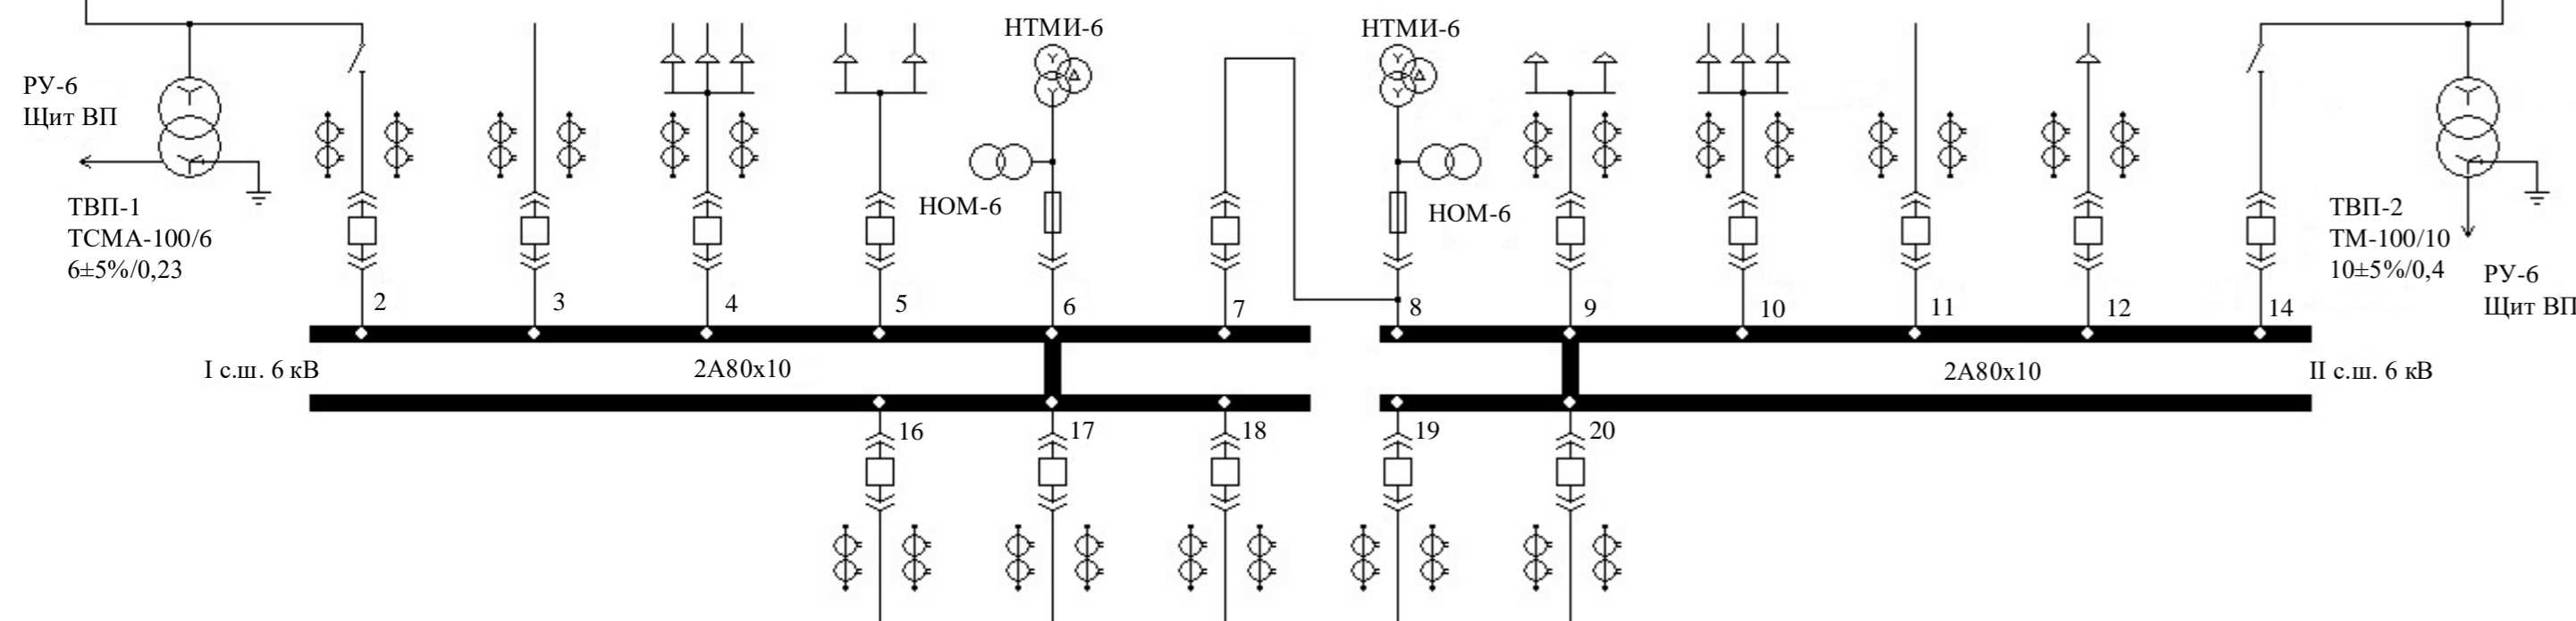 НТМИ-6
НТМИ-6
РУ-6
Щит ВП
ТВП-1
ТСМА-100/6
6±5%/0,23
НОМ-6
НОМ-6
ТВП-2
ТМ-100/10
10±5%/0,4
РУ-6
Щит ВП
2
3
4
5
6
7
8
9
10
11
12
14
I с.ш. 6 кВ
2А80х10
2А80х10
II с.ш. 6 кВ
16
17
18
19
20